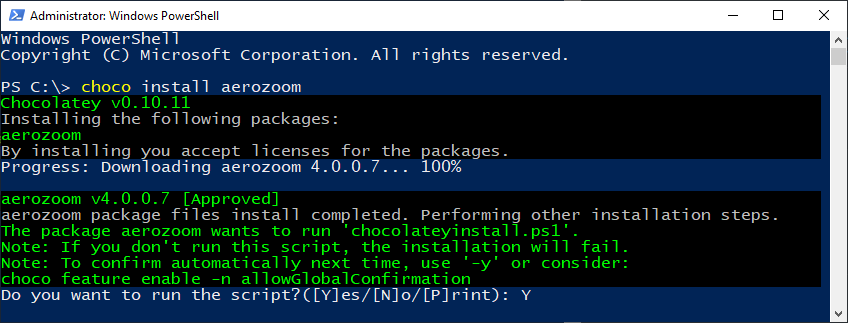 Administrator: Windows PowerShell
Windows PowerShell
Copyright (C) Microsoft Corporation. All rights reserved.
PS C:\> choco install aerozoom
Chocolatey v0.10.11
Installing the following packages:
aerozoom
By installing you accept licenses for the packages.
Progress: Downloading aerozoom 4.0.0.7... 100%
aerozoom v4.0.0.7 [Approved]
aerozoom package files install completed. Performing other installation steps.
The package aerozoom wants to run 'chocolateyinstall.ps1'.
Note: If you don't run this script, the installation will fail.
Note: To confirm automatically next time, use '-y' or consider:
choco feature enable -n allowGlobalConfirmation
Do you want to run the script?([Y]es/[N]o/[P]rint): Y